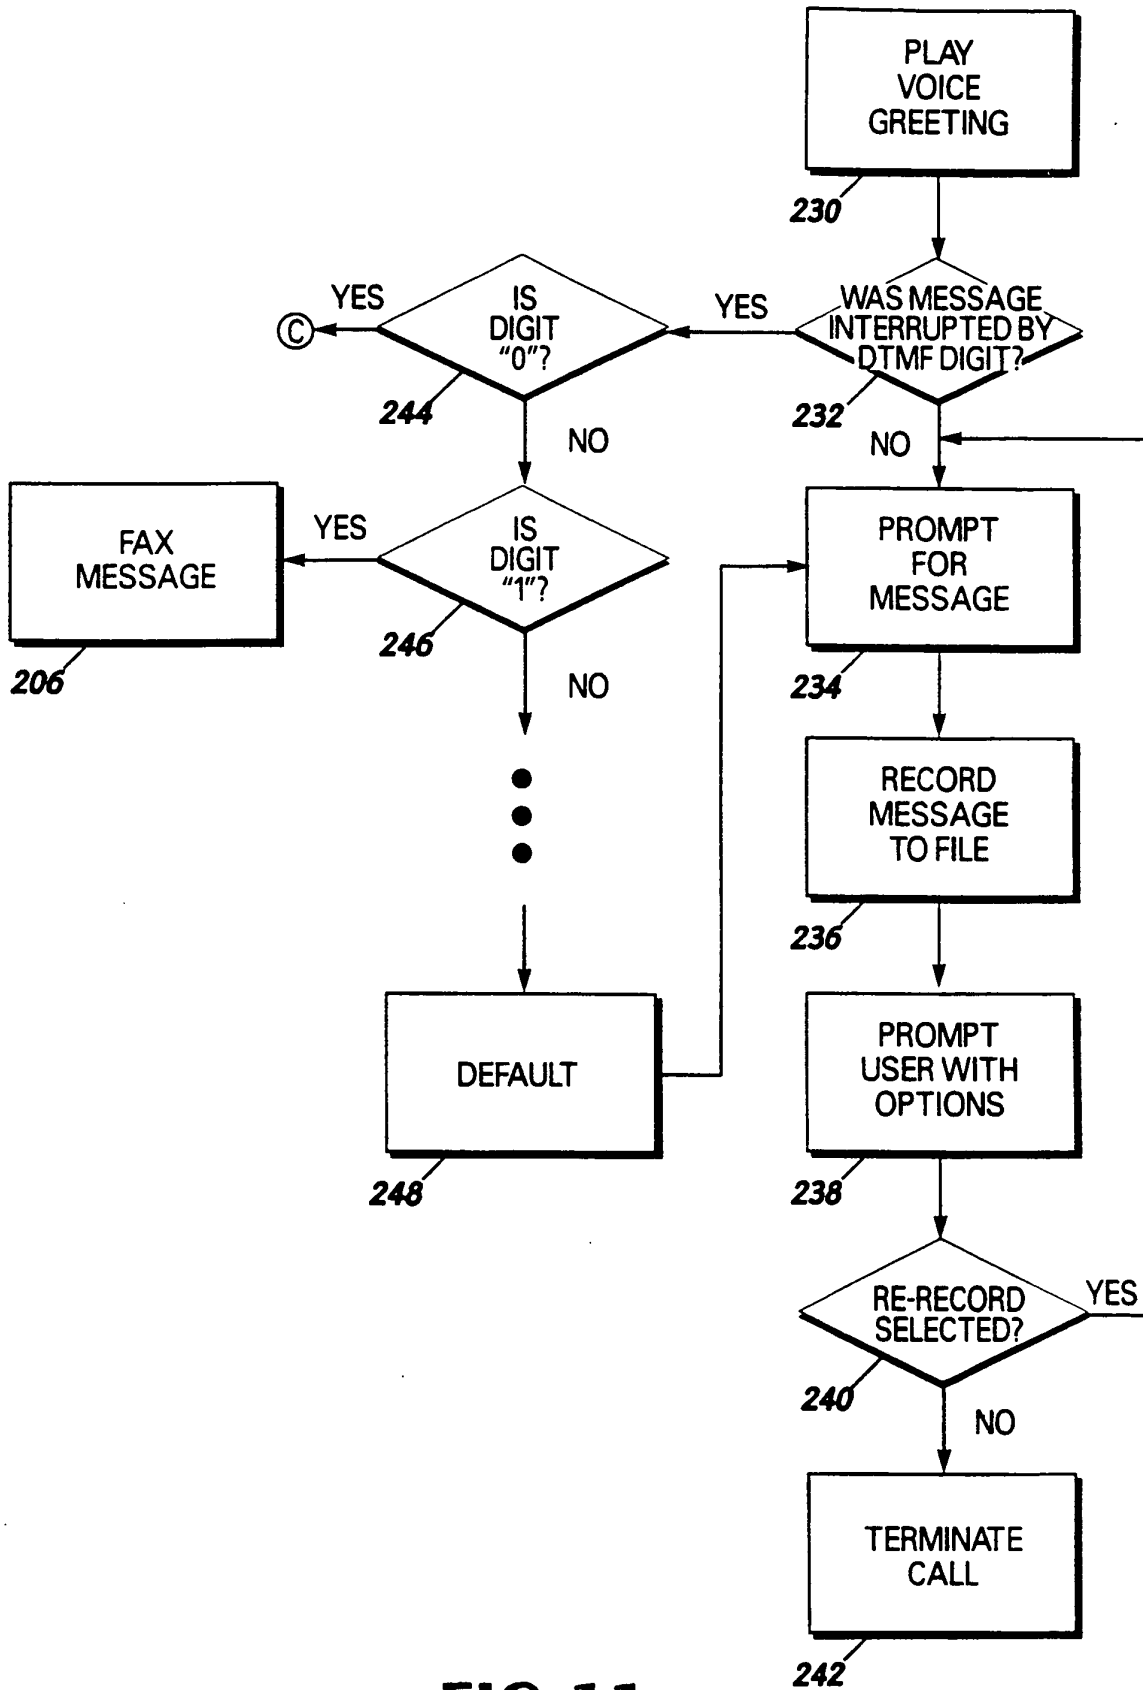 PLAY
VOICE
GREETING
230
WAS MESSAGE
INTERRUPTED BY
DTMF DIGIT?
232
YES
IS
DIGIT
"0"?
244
YES
C
NO
NO
IS
DIGIT
"1"?
246
YES
FAX
MESSAGE
206
NO
PROMPT
FOR
MESSAGE
234
RECORD
MESSAGE
TO FILE
236
DEFAULT
248
PROMPT
USER WITH
OPTIONS
238
RE-RECORD
SELECTED?
240
YES
NO
TERMINATE
CALL
242